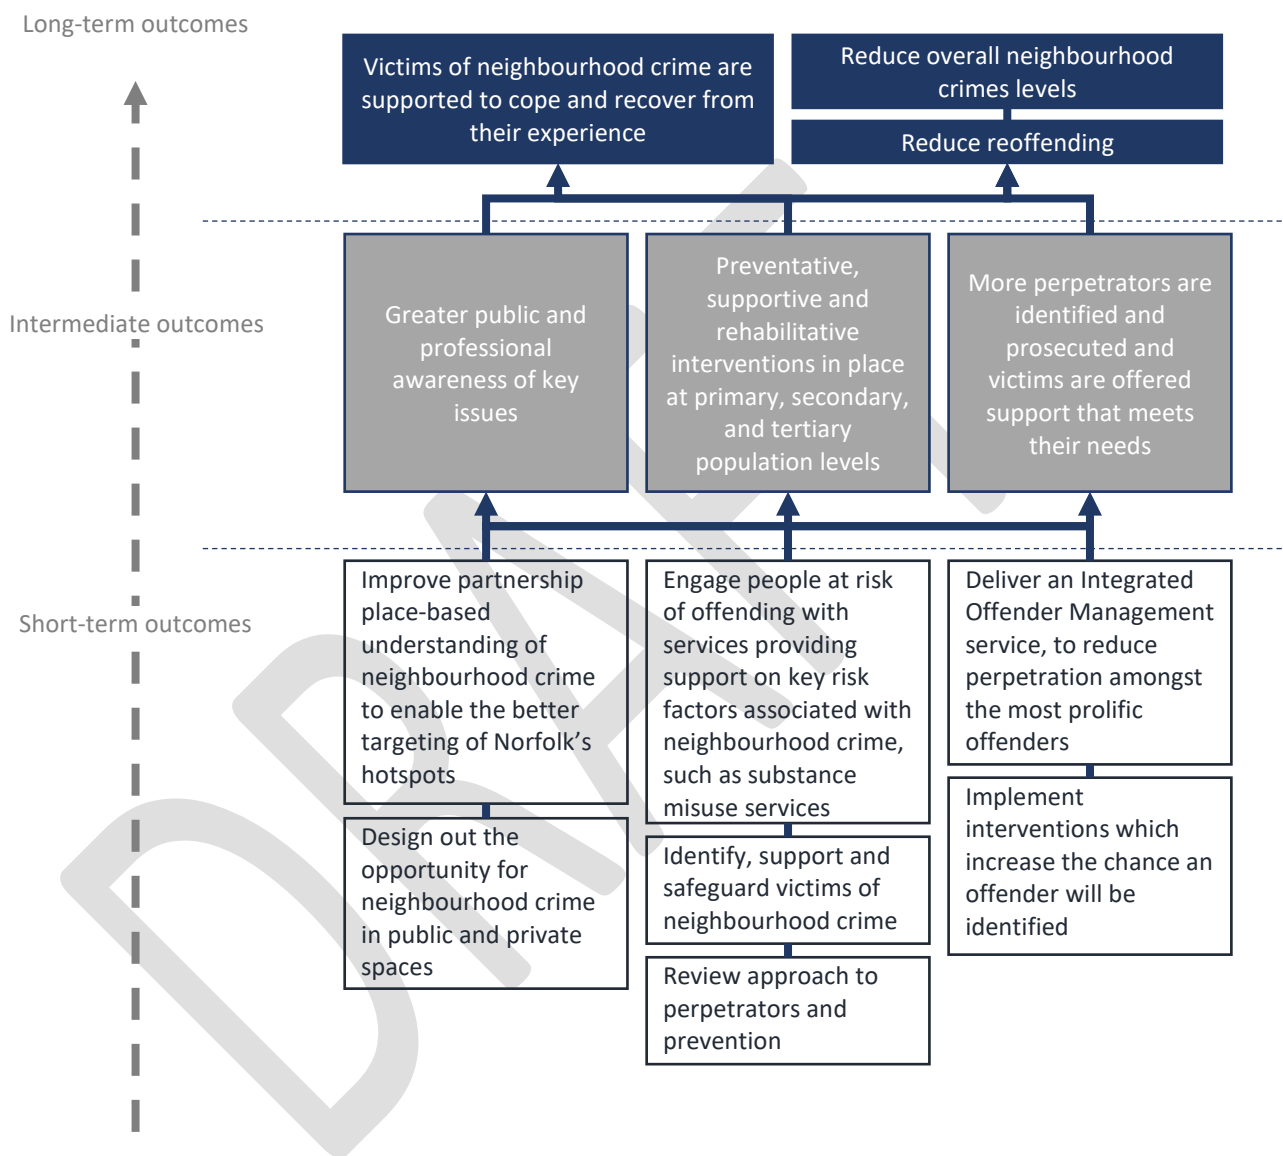 Long-term outcomes
Victims of neighbourhood crime are
supported to cope and recover from
their experience
Reduce overall neighbourhood
crimes levels
Reduce reoffending
Intermediate outcomes
Greater public and
professional
awareness of key
issues
Preventative,
supportive and
rehabilitative
interventions in place
at primary, secondary,
and tertiary
population levels
More perpetrators are
identified and
prosecuted and
victims are offered
support that meets
their needs
Short-term outcomes
Improve partnership
place-based
understanding of
neighbourhood crime
to enable the better
targeting of Norfolk’s
hotspots
Design out the
opportunity for
neighbourhood crime
in public and private
spaces
Engage people at risk
of offending with
services providing
support on key risk
factors associated with
neighbourhood crime,
such as substance
misuse services
Identify, support and
safeguard victims of
neighbourhood crime
Review approach to
perpetrators and
prevention
Deliver an Integrated
Offender Management
service, to reduce
perpetration amongst
the most prolific
offenders
Implement
interventions which
increase the chance an
offender will be
identified
DRAFT